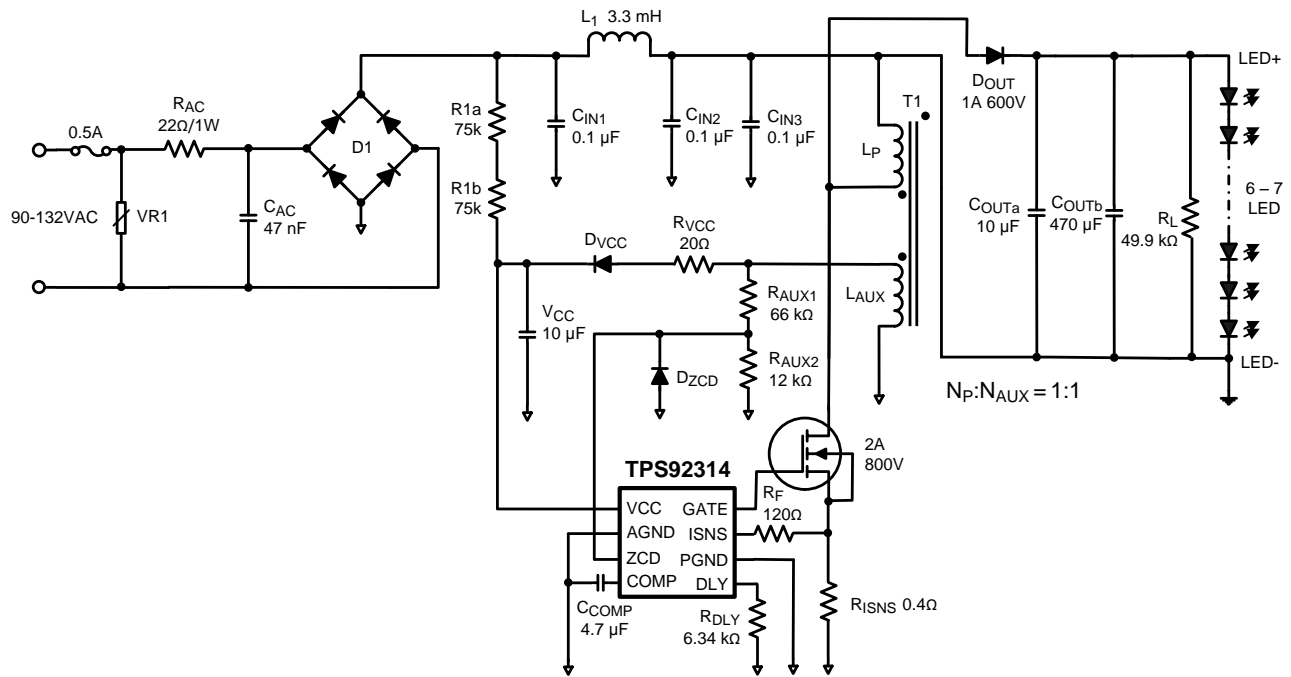 L1 3.3 mH
RAC
22Ω/1W
0.5A
D1
90-132VAC
VR1
CAC
47 nF
R1a
75k
R1b
75k
CIN1
0.1 µF
CIN2
0.1 µF
CIN3
0.1 µF
T1
LP
DOUT
1A 600V
LED+
6 – 7
LED
COUTa
10 µF
COUTb
470 µF
RL
49.9 kΩ
LED-
DVCC
RVCC
20Ω
VCC
10 µF
RAUX1
66 kΩ
LAUX
DZCD
RAUX2
12 kΩ
NP:NAUX = 1:1
2A
800V
TPS92314
VCC
GATE
AGND
ISNS
ZCD
PGND
COMP
DLY
RF
120Ω
CCOMP
4.7 µF
RDLY
6.34 kΩ
RISNS 0.4Ω